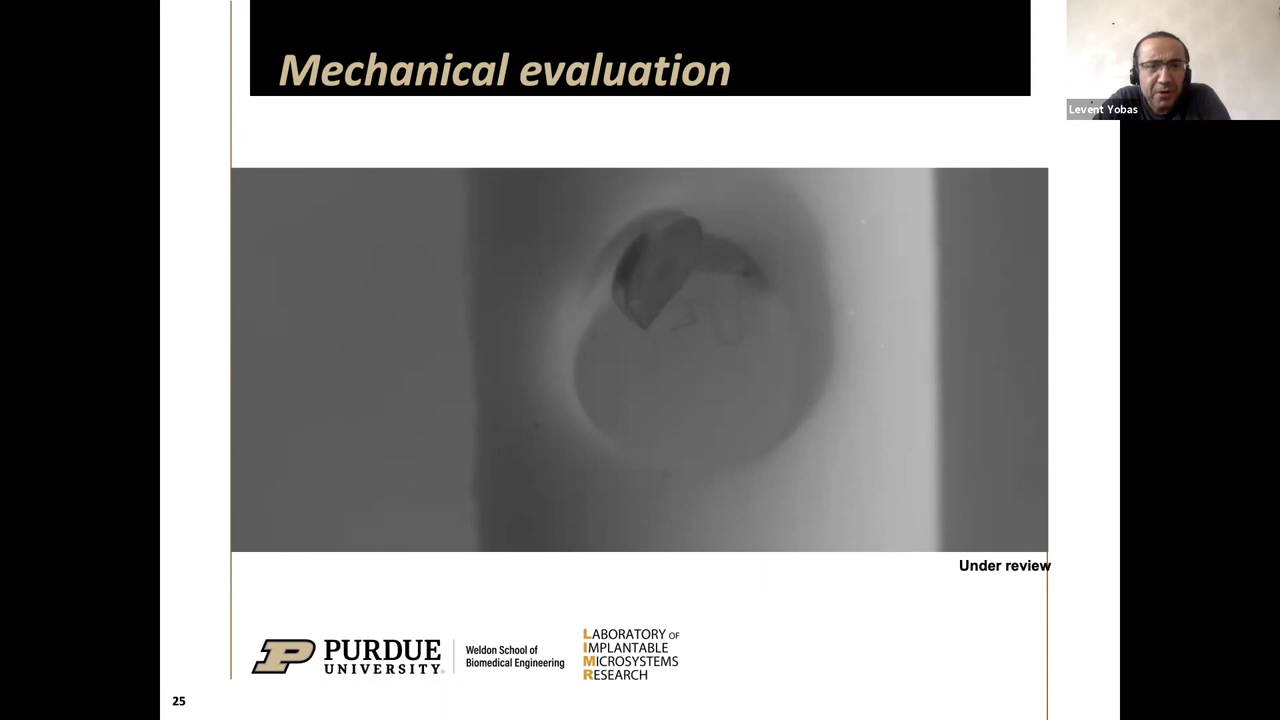 Mechanical evaluation
Levent Yobas
Under review
PURDUE
UNIVERSITY®
Weldon School of
Biomedical Engineering
LABORATORY OF
IMPLANTABLE
MICROSYSTEMS
RESEARCH
25